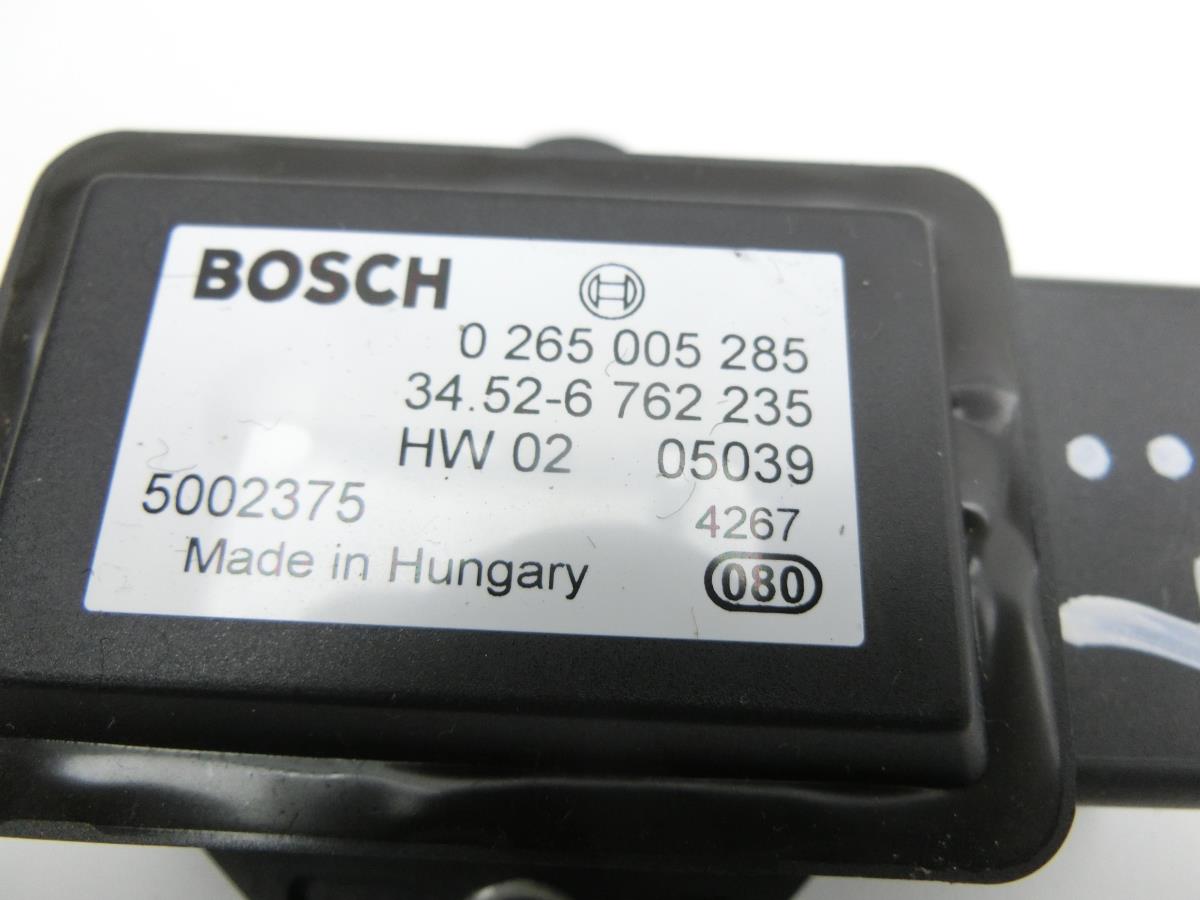 BOSCH
0 265 005 285
34.52-6 762 235
HW 02 05039
5002375 4267
Made in Hungary 080